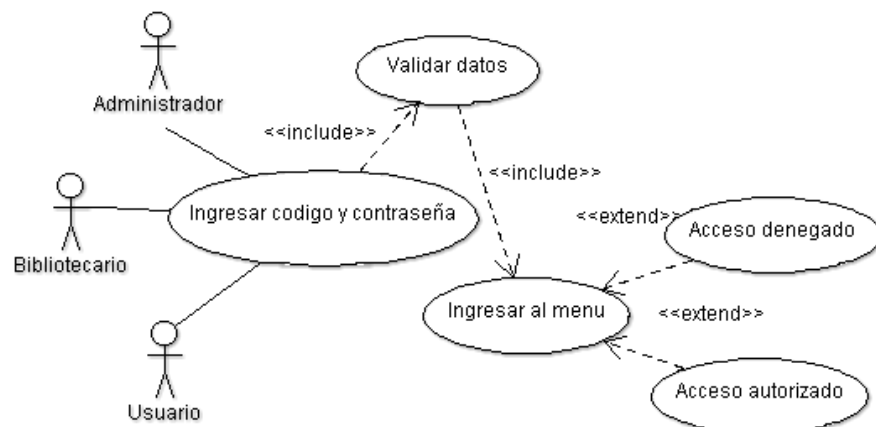 Validar datos
Administrador
<<include>>
<<include>>
Ingresar codigo y contraseña
<<extend>>
Acceso denegado
Bibliotecario
Ingresar al menu
<<extend>>
Acceso autorizado
Usuario